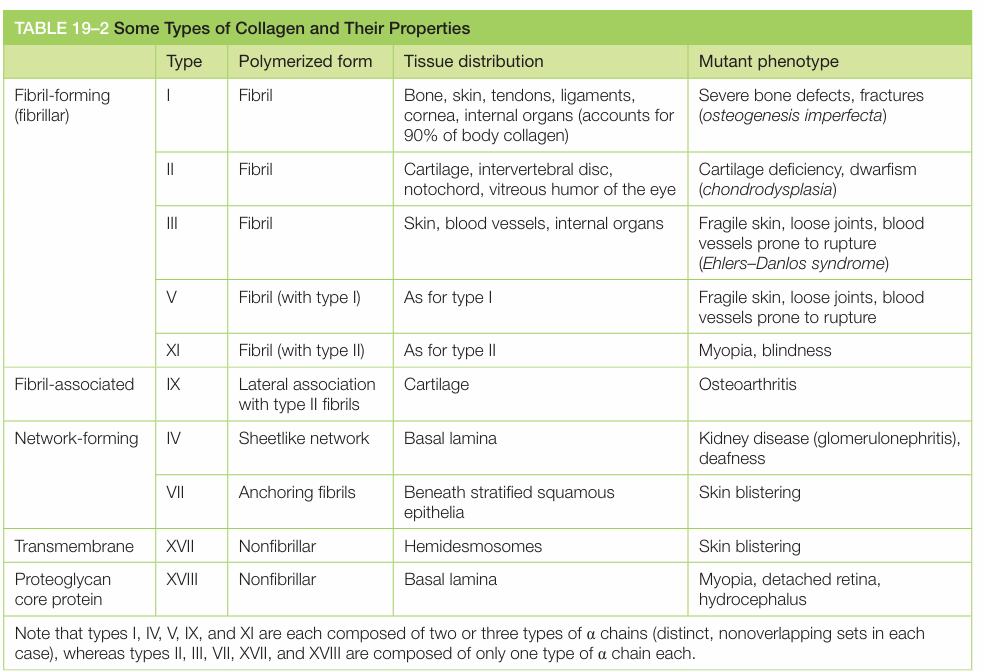 TABLE 19–2 Some Types of Collagen and Their Properties
Type Polymerized form Tissue distribution Mutant phenotype
Fibril-forming (fibrillar) I Fibril Bone, skin, tendons, ligaments, cornea, internal organs (accounts for 90% of body collagen) Severe bone defects, fractures (osteogenesis imperfecta)
II Fibril Cartilage, intervertebral disc, notochord, vitreous humor of the eye Cartilage deficiency, dwarfism (chondrodysplasia)
III Fibril Skin, blood vessels, internal organs Fragile skin, loose joints, blood vessels prone to rupture (Ehlers–Danlos syndrome)
V Fibril (with type I) As for type I Fragile skin, loose joints, blood vessels prone to rupture
XI Fibril (with type II) As for type II Myopia, blindness
Fibril-associated IX Lateral association with type II fibrils Cartilage Osteoarthritis
Network-forming IV Sheetlike network Basal lamina Kidney disease (glomerulonephritis), deafness
VII Anchoring fibrils Beneath stratified squamous epithelia Skin blistering
Transmembrane XVII Nonfibrillar Hemidesmosomes Skin blistering
Proteoglycan core protein XVIII Nonfibrillar Basal lamina Myopia, detached retina, hydrocephalus
Note that types I, IV, V, IX, and XI are each composed of two or three types of α chains (distinct, nonoverlapping sets in each
case), whereas types II, III, VII, XVII, and XVIII are composed of only one type of α chain each.